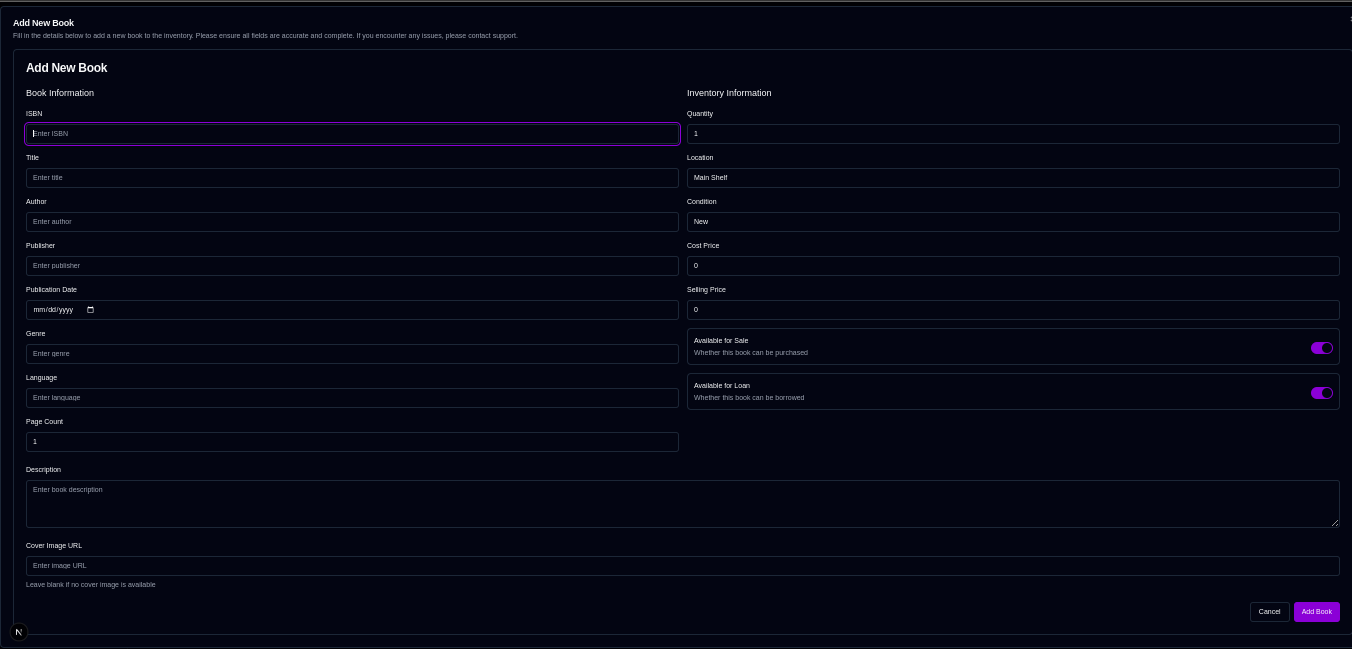 Add New Book
Fill in the details below to add a new book to the inventory. Please ensure all fields are accurate and complete. If you encounter any issues, please contact support.
Add New Book
Book Information
ISBN
Enter ISBN
Title
Enter title
Author
Enter author
Publisher
Enter publisher
Publication Date
mm/dd/yyyy
Genre
Enter genre
Language
Enter language
Page Count
1
Inventory Information
Quantity
1
Location
Main Shelf
Condition
New
Cost Price
0
Selling Price
0
Available for Sale
Whether this book can be purchased
Available for Loan
Whether this book can be borrowed
Description
Enter book description
Cover Image URL
Enter image URL
Leave blank if no cover image is available
Cancel
Add Book
N